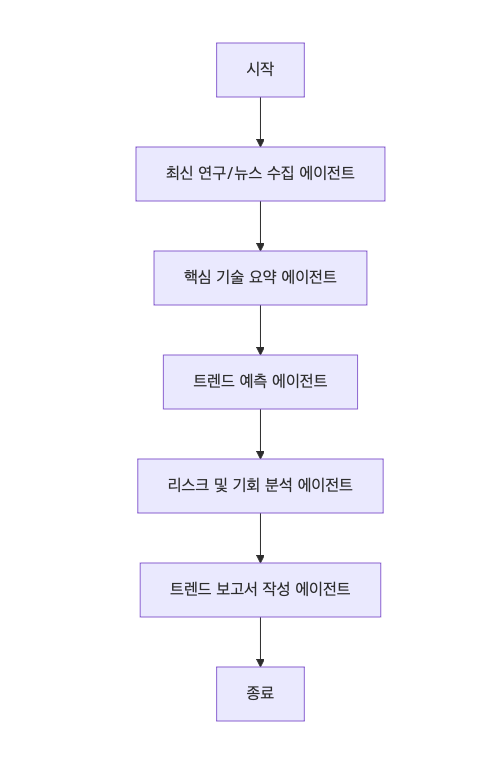 시작
최신 연구/뉴스 수집 에이전트
핵심 기술 요약 에이전트
트렌드 예측 에이전트
리스크 및 기회 분석 에이전트
트렌드 보고서 작성 에이전트
종료